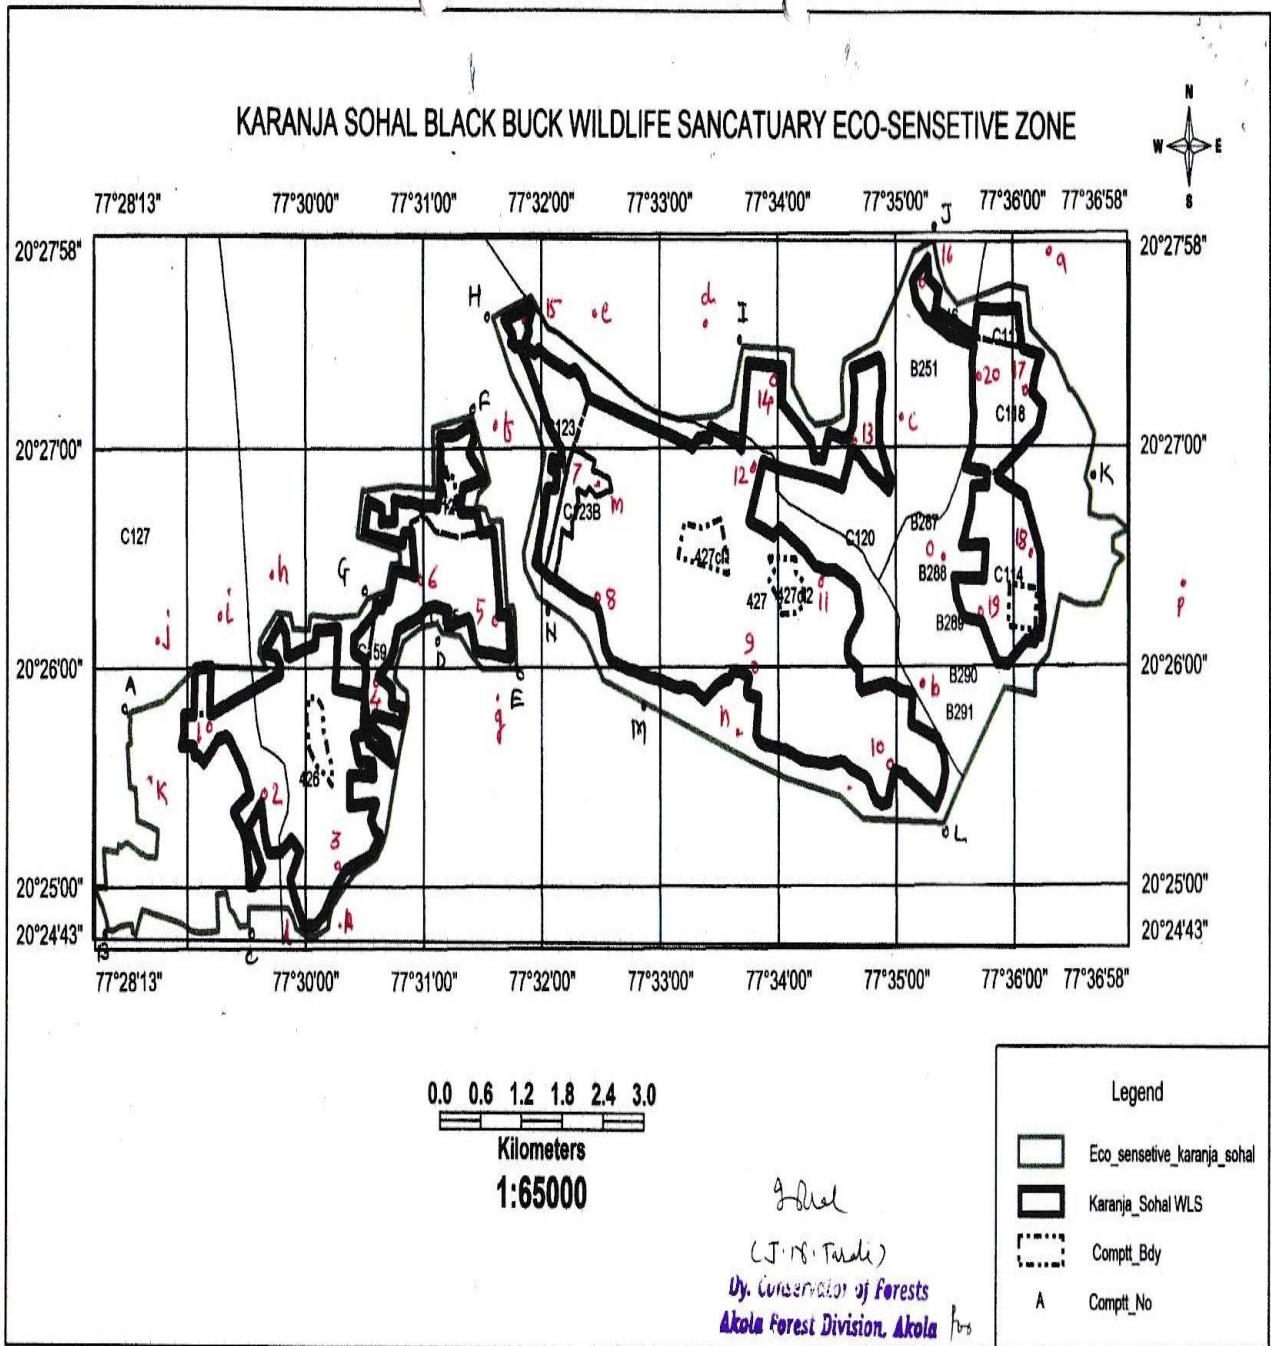 KARANJA SOHAL BLACK BUCK WILDLIFE SANCATUARY ECO-SENSETIVE ZONE
N
W E
S
77°28'13" 77°30'00" 77°31'00" 77°32'00" 77°33'00" 77°34'00" 77°35'00" 77°36'00" 77°36'58"
J
20°27'58" 20°27'58"
16 a
H 15 e d I
B251 C11 17
20
14 C118
F b C123 C 13
20°27'00" 20°27'00"
12 K
7 m
C123B
C127 C120 B287 18
427
O B288 C114
h G 6 427 11 P
i 5 8 19
j N B289
C159 D 9
20°26'00" 20°26'00"
A 4 E B290
g b
1 M n B291
K 426 10
2
3 L
20°25'00" 20°25'00"
20°24'43" 20°24'43"
B C
77°28'13" 77°30'00" 77°31'00" 77°32'00" 77°33'00" 77°34'00" 77°35'00" 77°36'00" 77°36'58"
0.0 0.6 1.2 1.8 2.4 3.0
Kilometers
1:65000
Legend
Eco_sensetive_karanja_sohal
Karanja_Sohal WLS
Comptt_Bdy
A Comptt_No
Dy. Conservator of Forests
Akola Forest Division, Akola